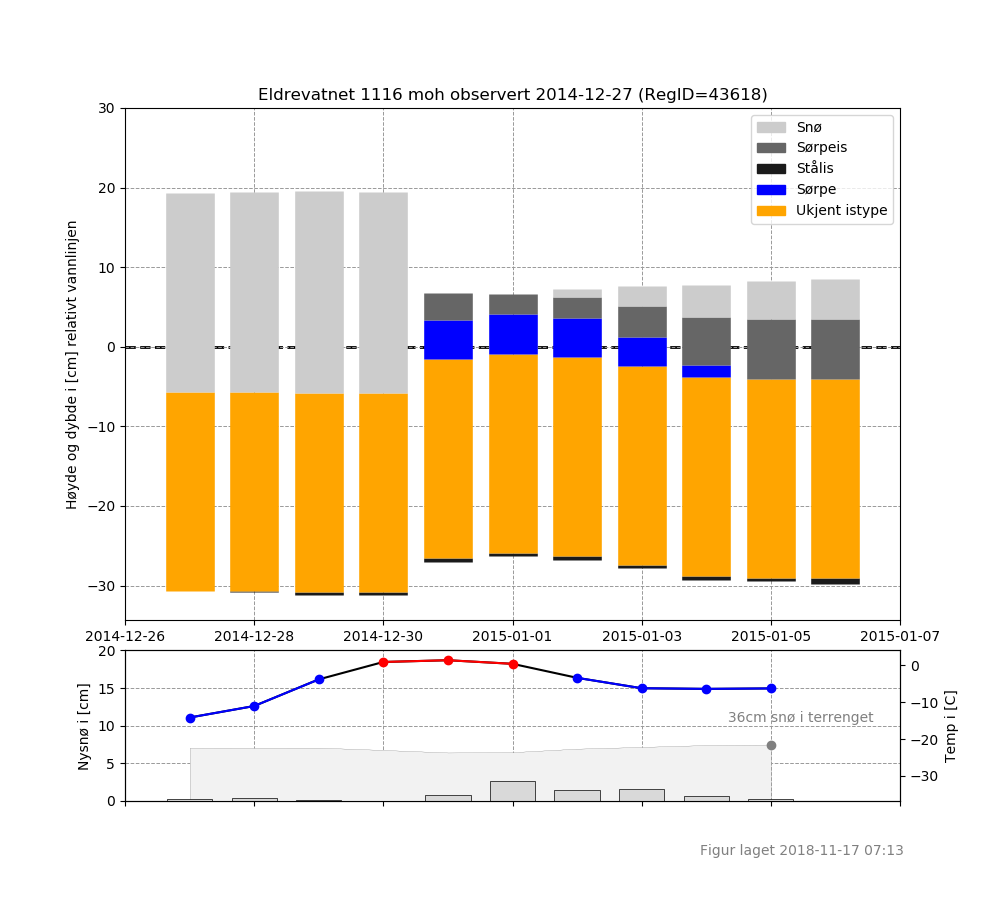 Eldrevatnet 1116 moh observert 2014-12-27 (RegID=43618)
Høyde og dybde i [cm] relativt vannlinjen
30
20
10
0
−10
−20
−30
Snø
Sørpeis
Stålis
Sørpe
Ukjent istype
2014-12-26
2014-12-28
2014-12-30
2015-01-01
2015-01-03
2015-01-05
2015-01-07
Nysnø i [cm]
20
15
10
5
0
36cm snø i terrenget
0
−10
−20
−30
Temp i [C]
Figur laget 2018-11-17 07:13